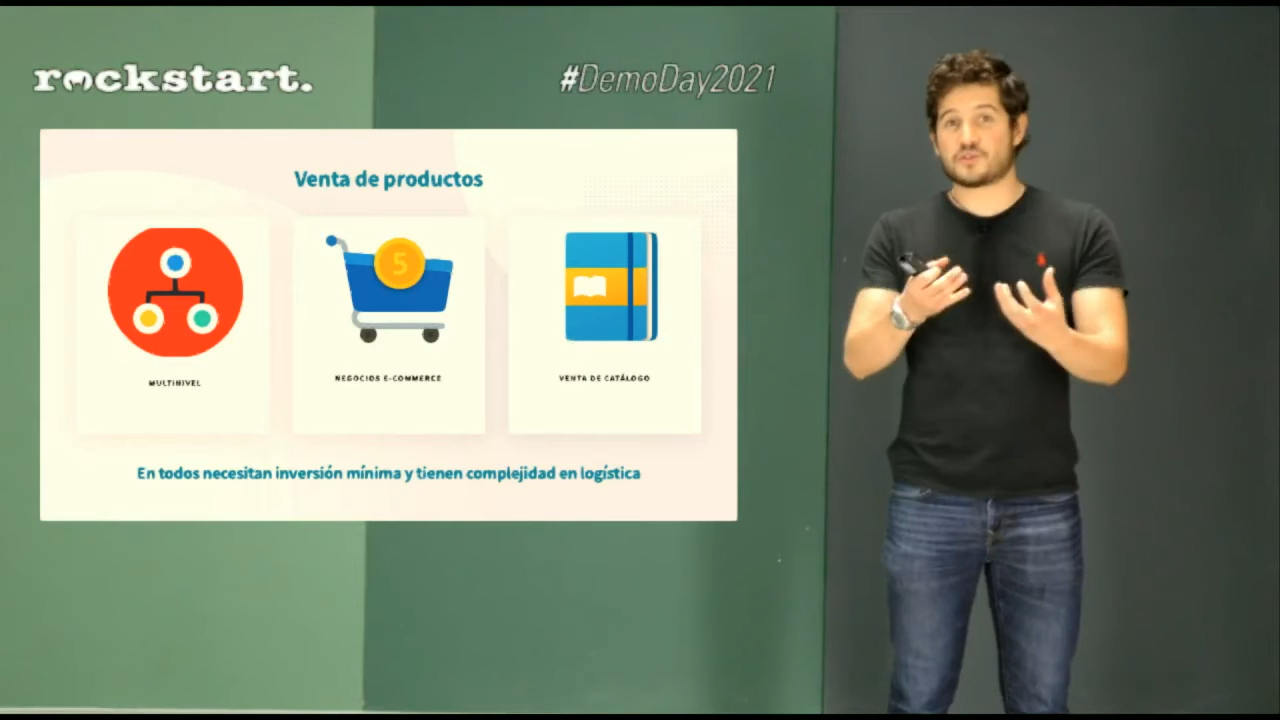 rockstart.
#DemoDay2021
Venta de productos
5
MULTINIVEL
NEGOCIOS E-COMMERCE
VENTA DE CATÁLOGO
En todos necesitan inversión mínima y tienen complejidad en logística